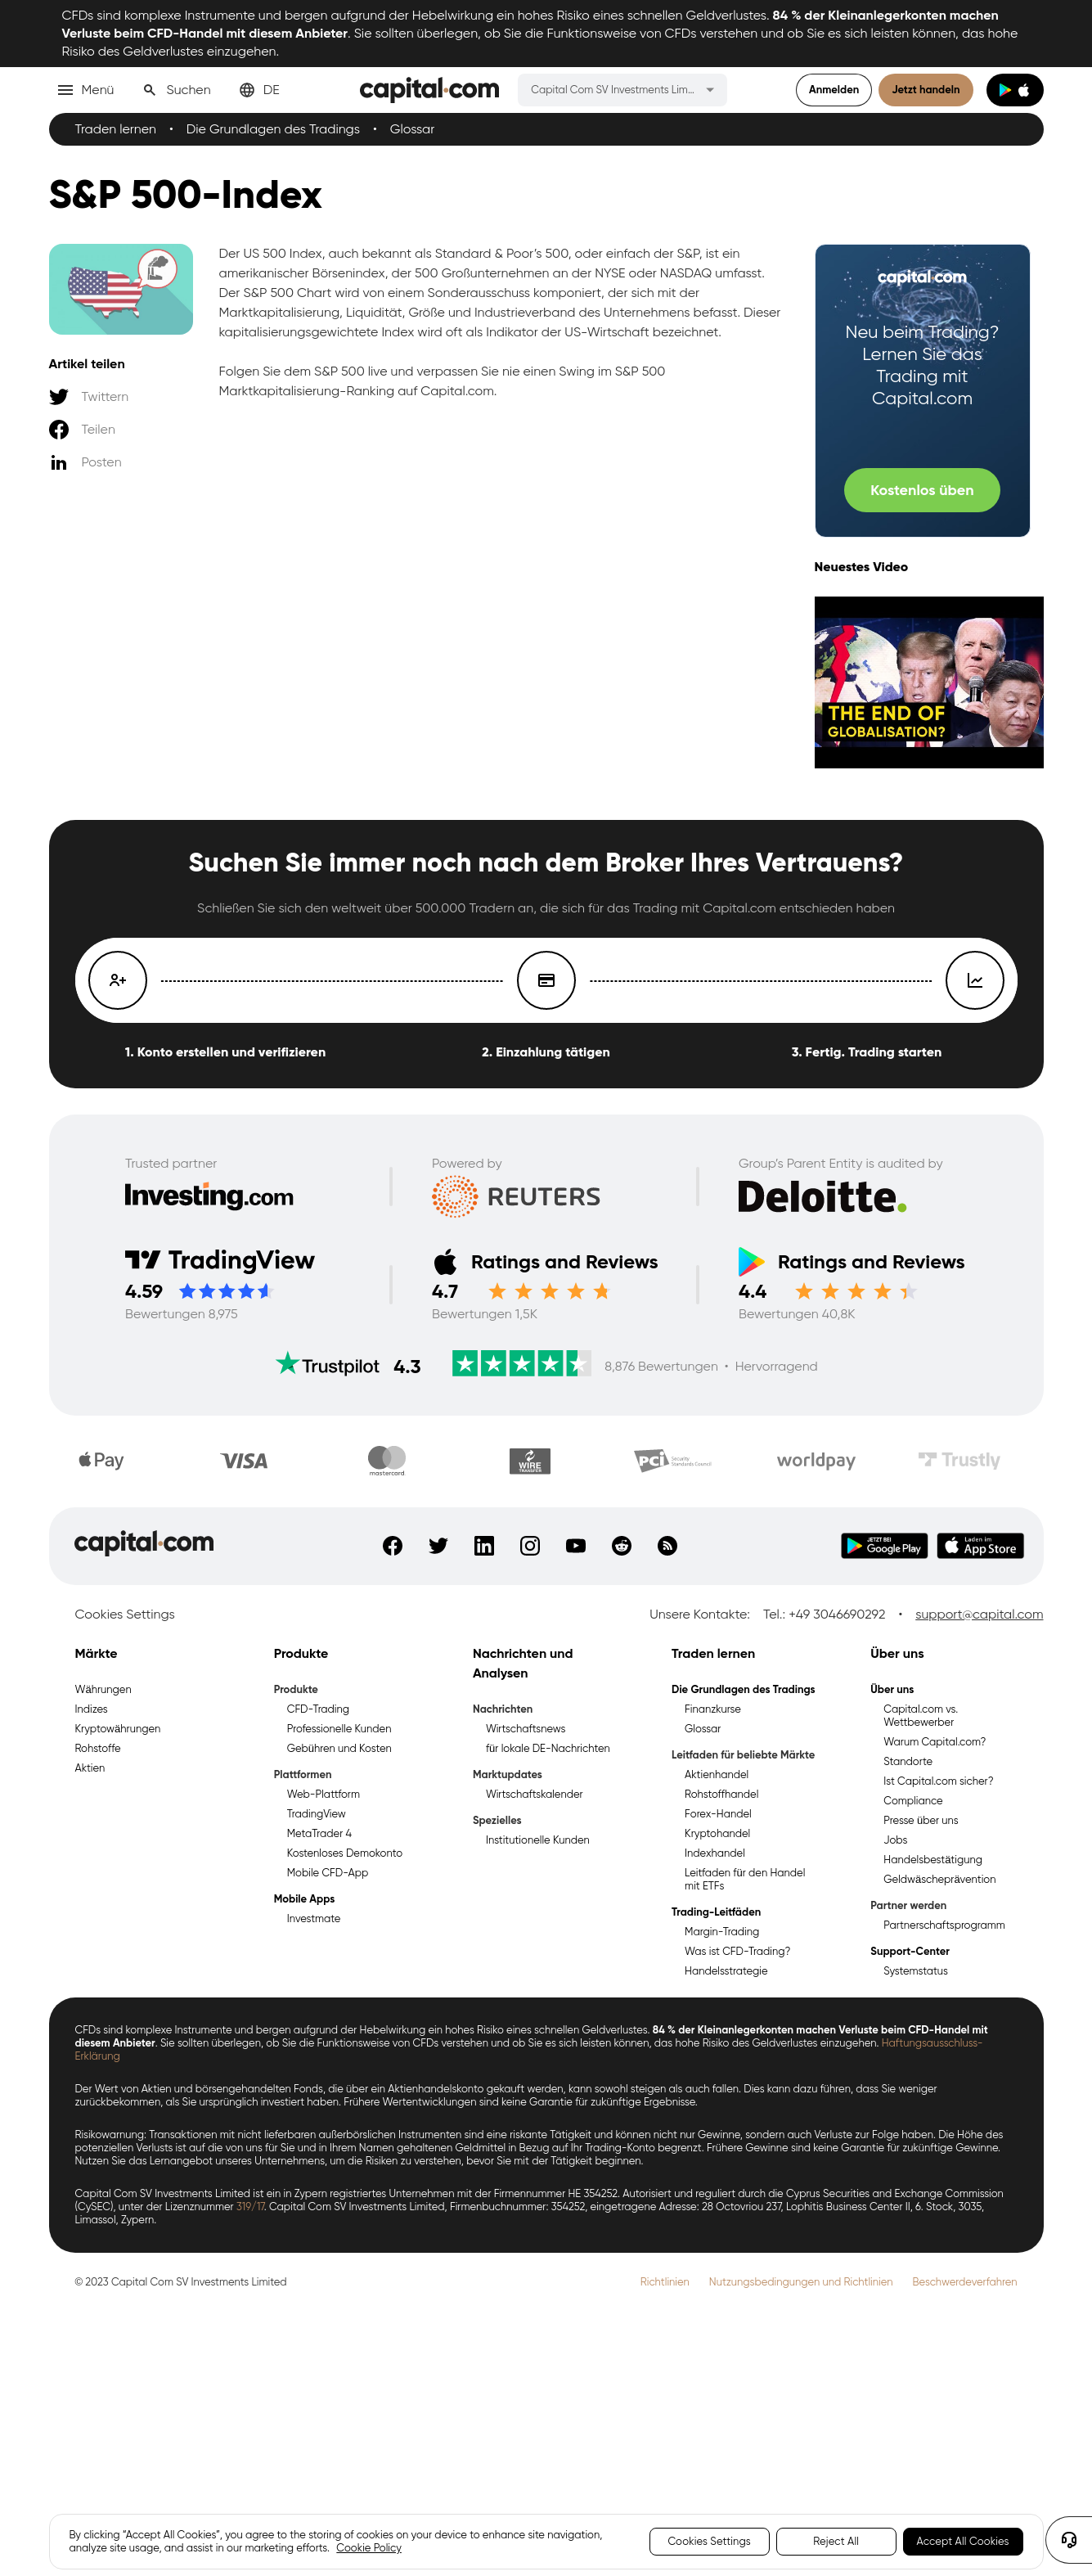 CFDs sind komplexe Instrumente und bergen aufgrund der Hebelwirkung ein hohes Risiko eines schnellen Geldverlustes. 84 % der Kleinanlegerkonten machen
Verluste beim CFD-Handel mit diesem Anbieter. Sie sollten überlegen, ob Sie die Funktionsweise von CFDs verstehen und ob Sie es sich leisten können, das hohe
Risiko des Geldverlustes einzugehen.
Menü
Suchen
DE
capital.com
Capital Com SV Investments Lim...
Anmelden
Jetzt handeln
Traden lernen • Die Grundlagen des Tradings • Glossar
S&P 500-Index
Der US 500 Index, auch bekannt als Standard & Poor's 500, oder einfach der S&P, ist ein
amerikanischer Börsenindex, der 500 Großunternehmen an der NYSE oder NASDAQ umfasst.
Der S&P 500 Chart wird von einem Sonderausschuss komponiert, der sich mit der
Marktkapitalisierung, Liquidität, Größe und Industrieverband des Unternehmens befasst. Dieser
kapitalisierungsgewichtete Index wird oft als Indikator der US-Wirtschaft bezeichnet.
Folgen Sie dem S&P 500 live und verpassen Sie nie einen Swing im S&P 500
Marktkapitalisierung-Ranking auf Capital.com.
Artikel teilen
Twittern
Teilen
Posten
capital.com
Neu beim Trading?
Lernen Sie das
Trading mit
Capital.com
Kostenlos üben
Neuestes Video
THE END OF
GLOBALISATION?
Suchen Sie immer noch nach dem Broker Ihres Vertrauens?
Schließen Sie sich den weltweit über 500.000 Tradern an, die sich für das Trading mit Capital.com entschieden haben
1. Konto erstellen und verifizieren
2. Einzahlung tätigen
3. Fertig. Trading starten
Trusted partner
Investing.com
Powered by
REUTERS
Group's Parent Entity is audited by
Deloitte.
TradingView
4.59
Bewertungen 8,975
Ratings and Reviews
4.7
Bewertungen 1,5K
Ratings and Reviews
4.4
Bewertungen 40,8K
Trustpilot 4.3
8,876 Bewertungen • Hervorragend
Pay
VISA
mastercard.
WIRE
TRANSFER
PCI Security
Standards Council
worldpay
Trustly
capital.com
JETZT BEI
Google Play
Laden im
App Store
Cookies Settings
Unsere Kontakte: Tel.: +49 3046690292 • support@capital.com
Märkte
Währungen
Indizes
Kryptowährungen
Rohstoffe
Aktien
Produkte
Produkte
CFD-Trading
Professionelle Kunden
Gebühren und Kosten
Plattformen
Web-Plattform
TradingView
MetaTrader 4
Kostenloses Demokonto
Mobile CFD-App
Mobile Apps
Investmate
Nachrichten und
Analysen
Nachrichten
Wirtschaftsnews
für lokale DE-Nachrichten
Marktupdates
Wirtschaftskalender
Spezielles
Institutionelle Kunden
Traden lernen
Die Grundlagen des Tradings
Finanzkurse
Glossar
Leitfaden für beliebte Märkte
Aktienhandel
Rohstoffhandel
Forex-Handel
Kryptohandel
Indexhandel
Leitfaden für den Handel
mit ETFs
Trading-Leitfäden
Margin-Trading
Was ist CFD-Trading?
Handelsstrategie
Über uns
Über uns
Capital.com vs.
Wettbewerber
Warum Capital.com?
Standorte
Ist Capital.com sicher?
Compliance
Presse über uns
Jobs
Handelsbestätigung
Geldwäscheprävention
Partner werden
Partnerschaftsprogramm
Support-Center
Systemstatus
CFDs sind komplexe Instrumente und bergen aufgrund der Hebelwirkung ein hohes Risiko eines schnellen Geldverlustes. 84 % der Kleinanlegerkonten machen Verluste beim CFD-Handel mit
diesem Anbieter. Sie sollten überlegen, ob Sie die Funktionsweise von CFDs verstehen und ob Sie es sich leisten können, das hohe Risiko des Geldverlustes einzugehen. Haftungsausschluss-
Erklärung
Der Wert von Aktien und börsengehandelten Fonds, die über ein Aktienhandelskonto gekauft werden, kann sowohl steigen als auch fallen. Dies kann dazu führen, dass Sie weniger
zurückbekommen, als Sie ursprünglich investiert haben. Frühere Wertentwicklungen sind keine Garantie für zukünftige Ergebnisse.
Risikowarnung: Transaktionen mit nicht lieferbaren außerbörslichen Instrumenten sind eine riskante Tätigkeit und können nicht nur Gewinne, sondern auch Verluste zur Folge haben. Die Höhe des
potenziellen Verlusts ist auf die von uns für Sie und in Ihrem Namen gehaltenen Geldmittel in Bezug auf Ihr Trading-Konto begrenzt. Frühere Gewinne sind keine Garantie für zukünftige Gewinne.
Nutzen Sie das Lernangebot unseres Unternehmens, um die Risiken zu verstehen, bevor Sie mit der Tätigkeit beginnen.
Capital Com SV Investments Limited ist ein in Zypern registriertes Unternehmen mit der Firmennummer HE 354252. Autorisiert und reguliert durch die Cyprus Securities and Exchange Commission
(CySEC), unter der Lizenznummer 319/17. Capital Com SV Investments Limited, Firmenbuchnummer: 354252, eingetragene Adresse: 28 Octovriou 237, Lophitis Business Center II, 6. Stock, 3035,
Limassol, Zypern.
© 2023 Capital Com SV Investments Limited
Richtlinien
Nutzungsbedingungen und Richtlinien
Beschwerdeverfahren
By clicking “Accept All Cookies”, you agree to the storing of cookies on your device to enhance site navigation,
analyze site usage, and assist in our marketing efforts. Cookie Policy
Cookies Settings
Reject All
Accept All Cookies